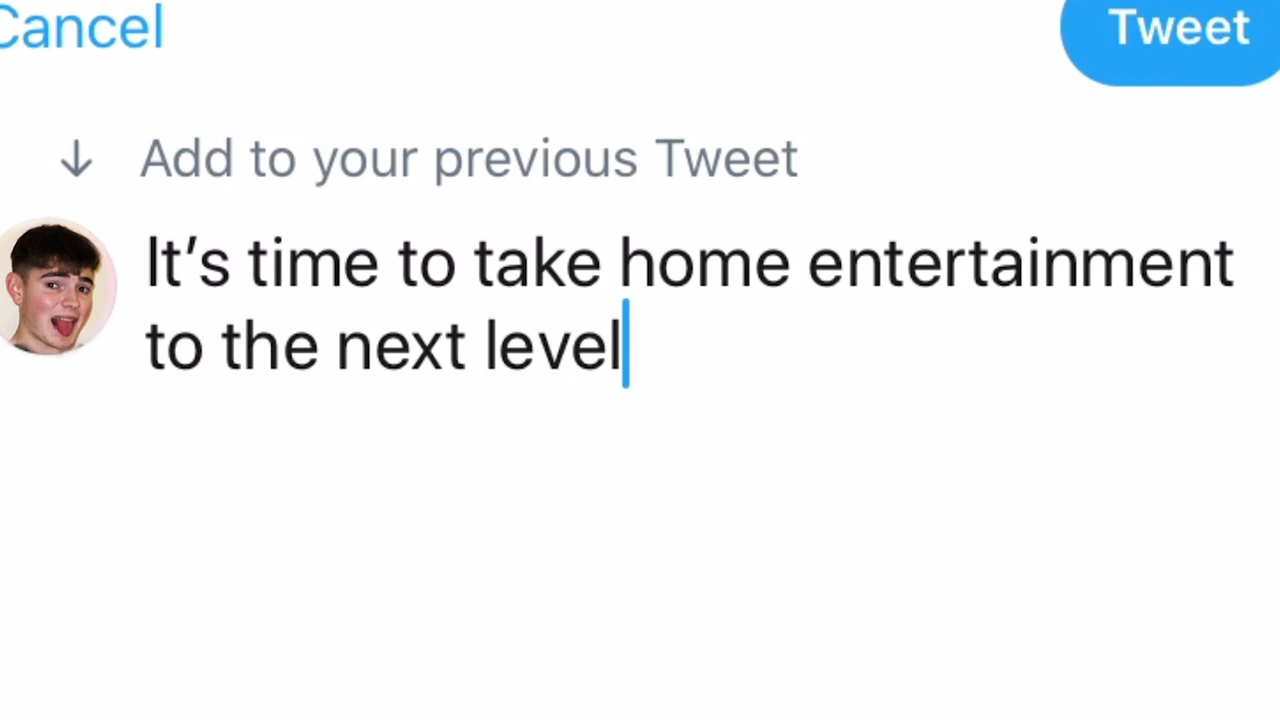 Cancel
Tweet
Add to your previous Tweet
It’s time to take home entertainment
to the next level